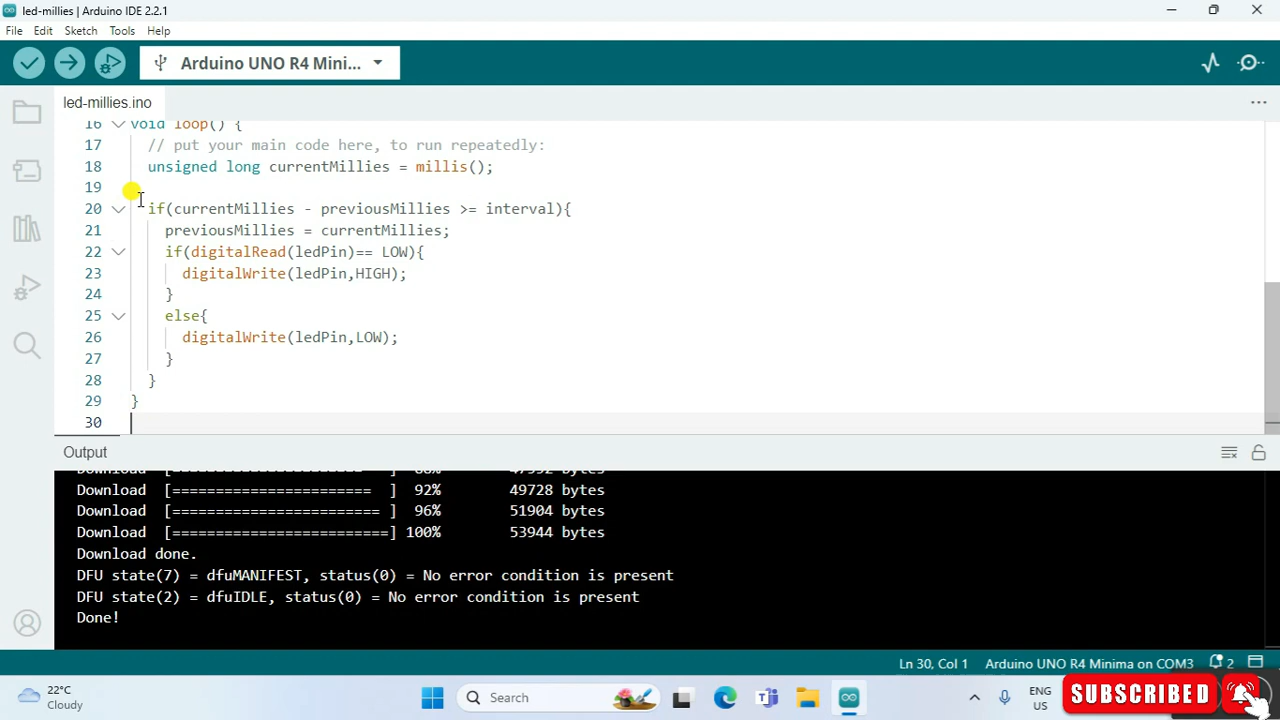 led-millies | Arduino IDE 2.2.1
File Edit Sketch Tools Help
Arduino UNO R4 Mini...
led-millies.ino
16 void loop() {
17 // put your main code here, to run repeatedly:
18 unsigned long currentMillies = millis();
19
20 if(currentMillies - previousMillies >= interval){
21 previousMillies = currentMillies;
22 if(digitalRead(ledPin)== LOW){
23 digitalWrite(ledPin,HIGH);
24 }
25 else{
26 digitalWrite(ledPin,LOW);
27 }
28 }
29 }
30
Output
Download [===================== ] 88% 47592 bytes
Download [======================= ] 92% 49728 bytes
Download [======================== ] 96% 51904 bytes
Download [=========================] 100% 53944 bytes
Download done.
DFU state(7) = dfuMANIFEST, status(0) = No error condition is present
DFU state(2) = dfuIDLE, status(0) = No error condition is present
Done!
Ln 30, Col 1 Arduino UNO R4 Minima on COM3 2
22°C
Cloudy
Search
ENG
US
SUBSCRIBED